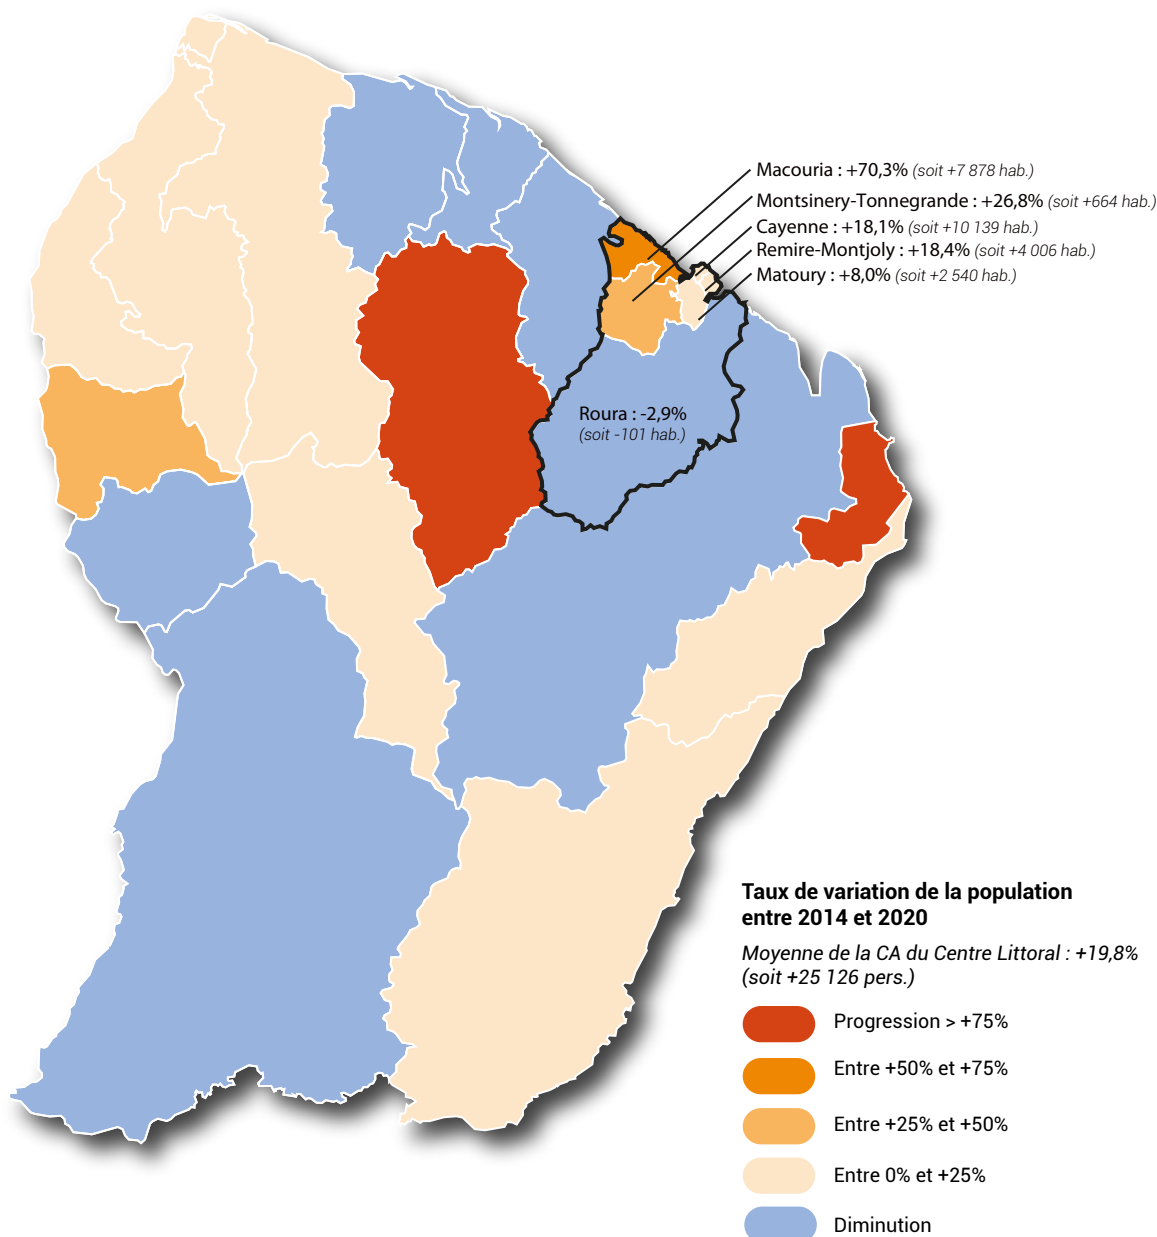 Macouria : +70,3% (soit +7 878 hab.)
Montsinery-Tonnegrande : +26,8% (soit +664 hab.)
Cayenne : +18,1% (soit +10 139 hab.)
Remire-Montjoly : +18,4% (soit +4 006 hab.)
Matoury : +8,0% (soit +2 540 hab.)
Roura : -2,9%
(soit -101 hab.)
Taux de variation de la population
entre 2014 et 2020
Moyenne de la CA du Centre Littoral : +19,8%
(soit +25 126 pers.)
Progression > +75%
Entre +50% et +75%
Entre +25% et +50%
Entre 0% et +25%
Diminution